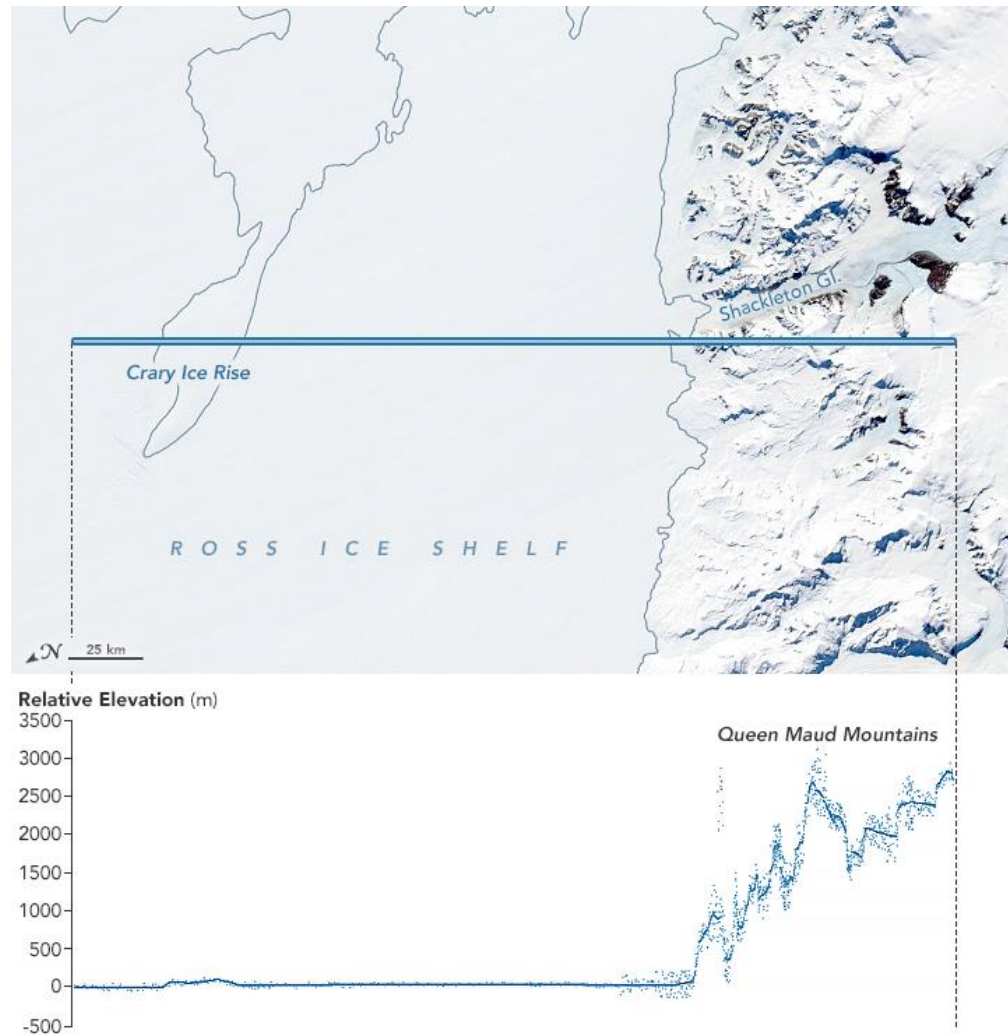 Shackleton Gl.
Crary Ice Rise
ROSS ICE SHELF
N 25 km
Relative Elevation (m)
3500
Queen Maud Mountains
3000
2500
2000
1500
1000
500
0
-500